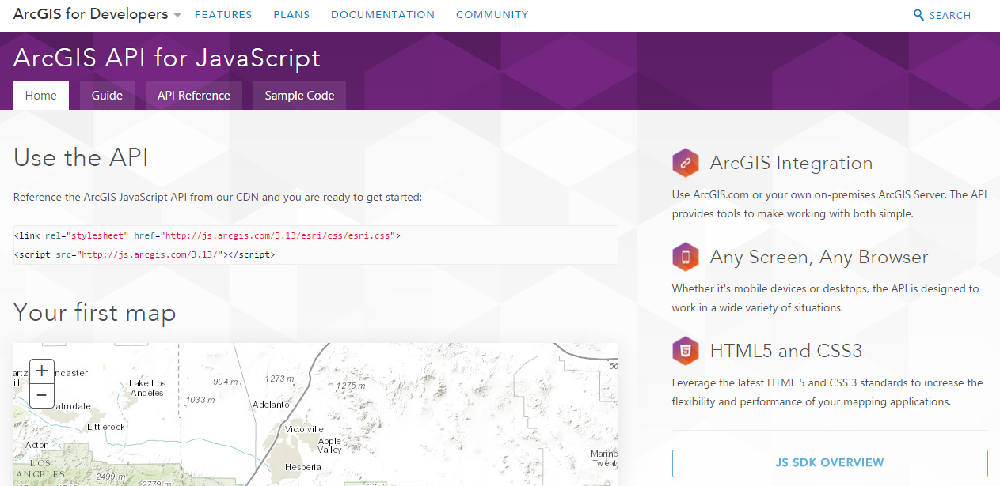 ArcGIS for Developers FEATURES PLANS DOCUMENTATION COMMUNITY SEARCH
ArcGIS API for JavaScript
Home Guide API Reference Sample Code
Use the API
Reference the ArcGIS JavaScript API from our CDN and you are ready to get started:
<link rel="stylesheet" href="http://js.arcgis.com/3.13/esri/css/esri.css">
<script src="http://js.arcgis.com/3.13/"></script>
Your first map
+
−
ncaster
Lake Los
Angeles
904 m
1273 m
1275 m
56
1033 m
Adelanto
almdale
Littlerock
Victorville
Apple
Valley
Acton
Hesperia
Marine
Twenty
LOS
ANGELES
2499 m
2779 m
ArcGIS Integration
Use ArcGIS.com or your own on-premises ArcGIS Server. The API
provides tools to make working with both simple.
Any Screen, Any Browser
Whether it's mobile devices or desktops, the API is designed to
work in a wide variety of situations.
HTML5 and CSS3
Leverage the latest HTML 5 and CSS 3 standards to increase the
flexibility and performance of your mapping applications.
JS SDK OVERVIEW